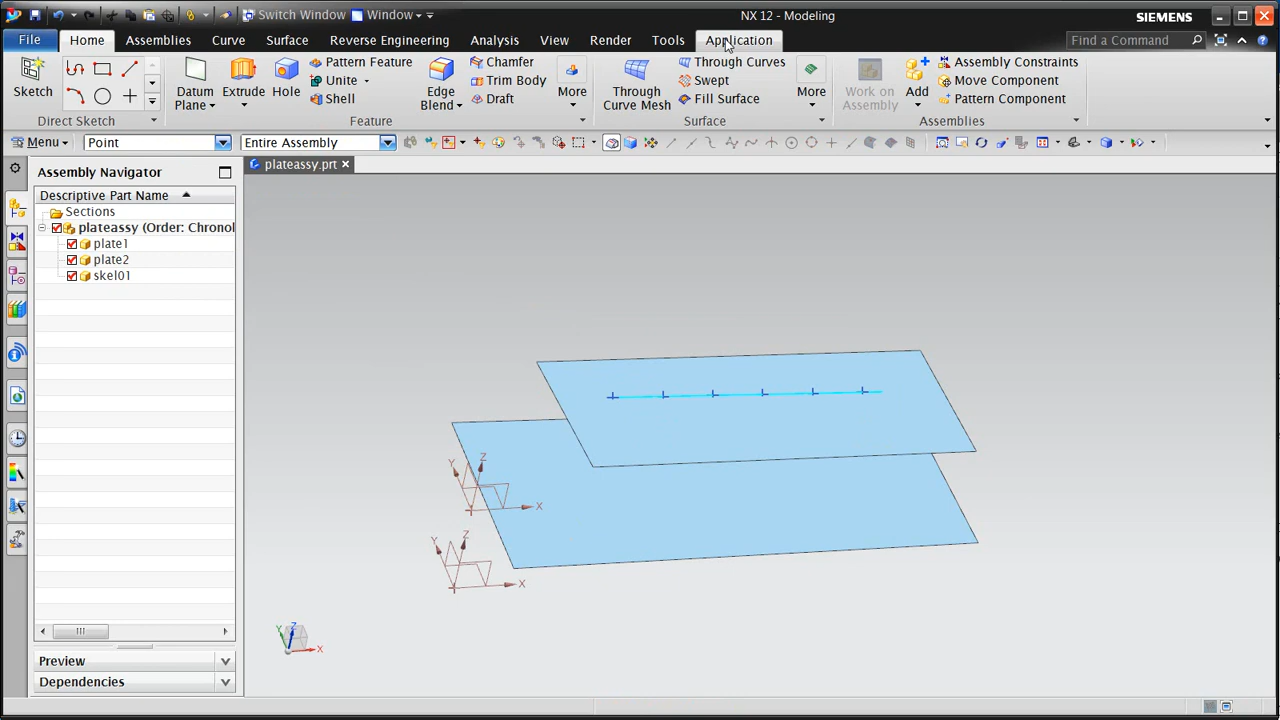 Switch Window Window NX 12 - Modeling SIEMENS
File Home Assemblies Curve Surface Reverse Engineering Analysis View Render Tools Application Find a Command
Sketch Datum Plane Extrude Hole Pattern Feature Unite Shell Edge Blend Chamfer Trim Body Draft More Through Curve Mesh Through Curves Swept Fill Surface More Work on Assembly Add Assembly Constraints Move Component Pattern Component
Direct Sketch Feature Surface Assemblies
Menu Point Entire Assembly
Assembly Navigator plateassy.prt
Descriptive Part Name
Sections
plateassy (Order: Chronol
plate1
plate2
skel01
Y Z
X
Y Z
X
Y Z
X
Preview
Dependencies